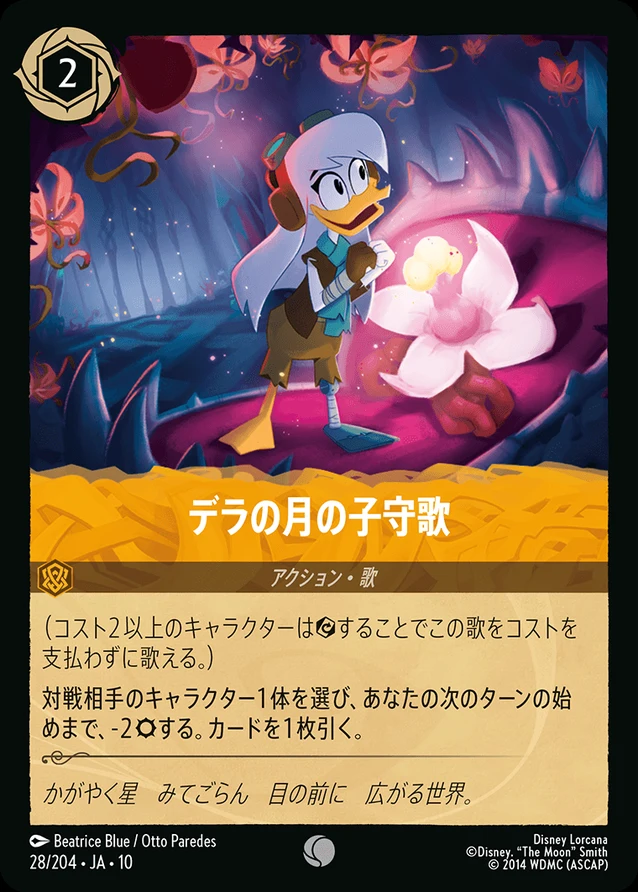 2
デラの月の子守歌
アクション・歌
(コスト2以上のキャラクターはすることでこの歌をコストを
支払わずに歌える。)
対戦相手のキャラクター1体を選び、あなたの次のターンの始
めまで、-2する。カードを1枚引く。
かがやく星　みてごらん　目の前に　広がる世界。
Beatrice Blue / Otto Paredes
28/204・JA・10
Disney Lorcana
©Disney. "The Moon" Smith
© 2014 WDMC (ASCAP)